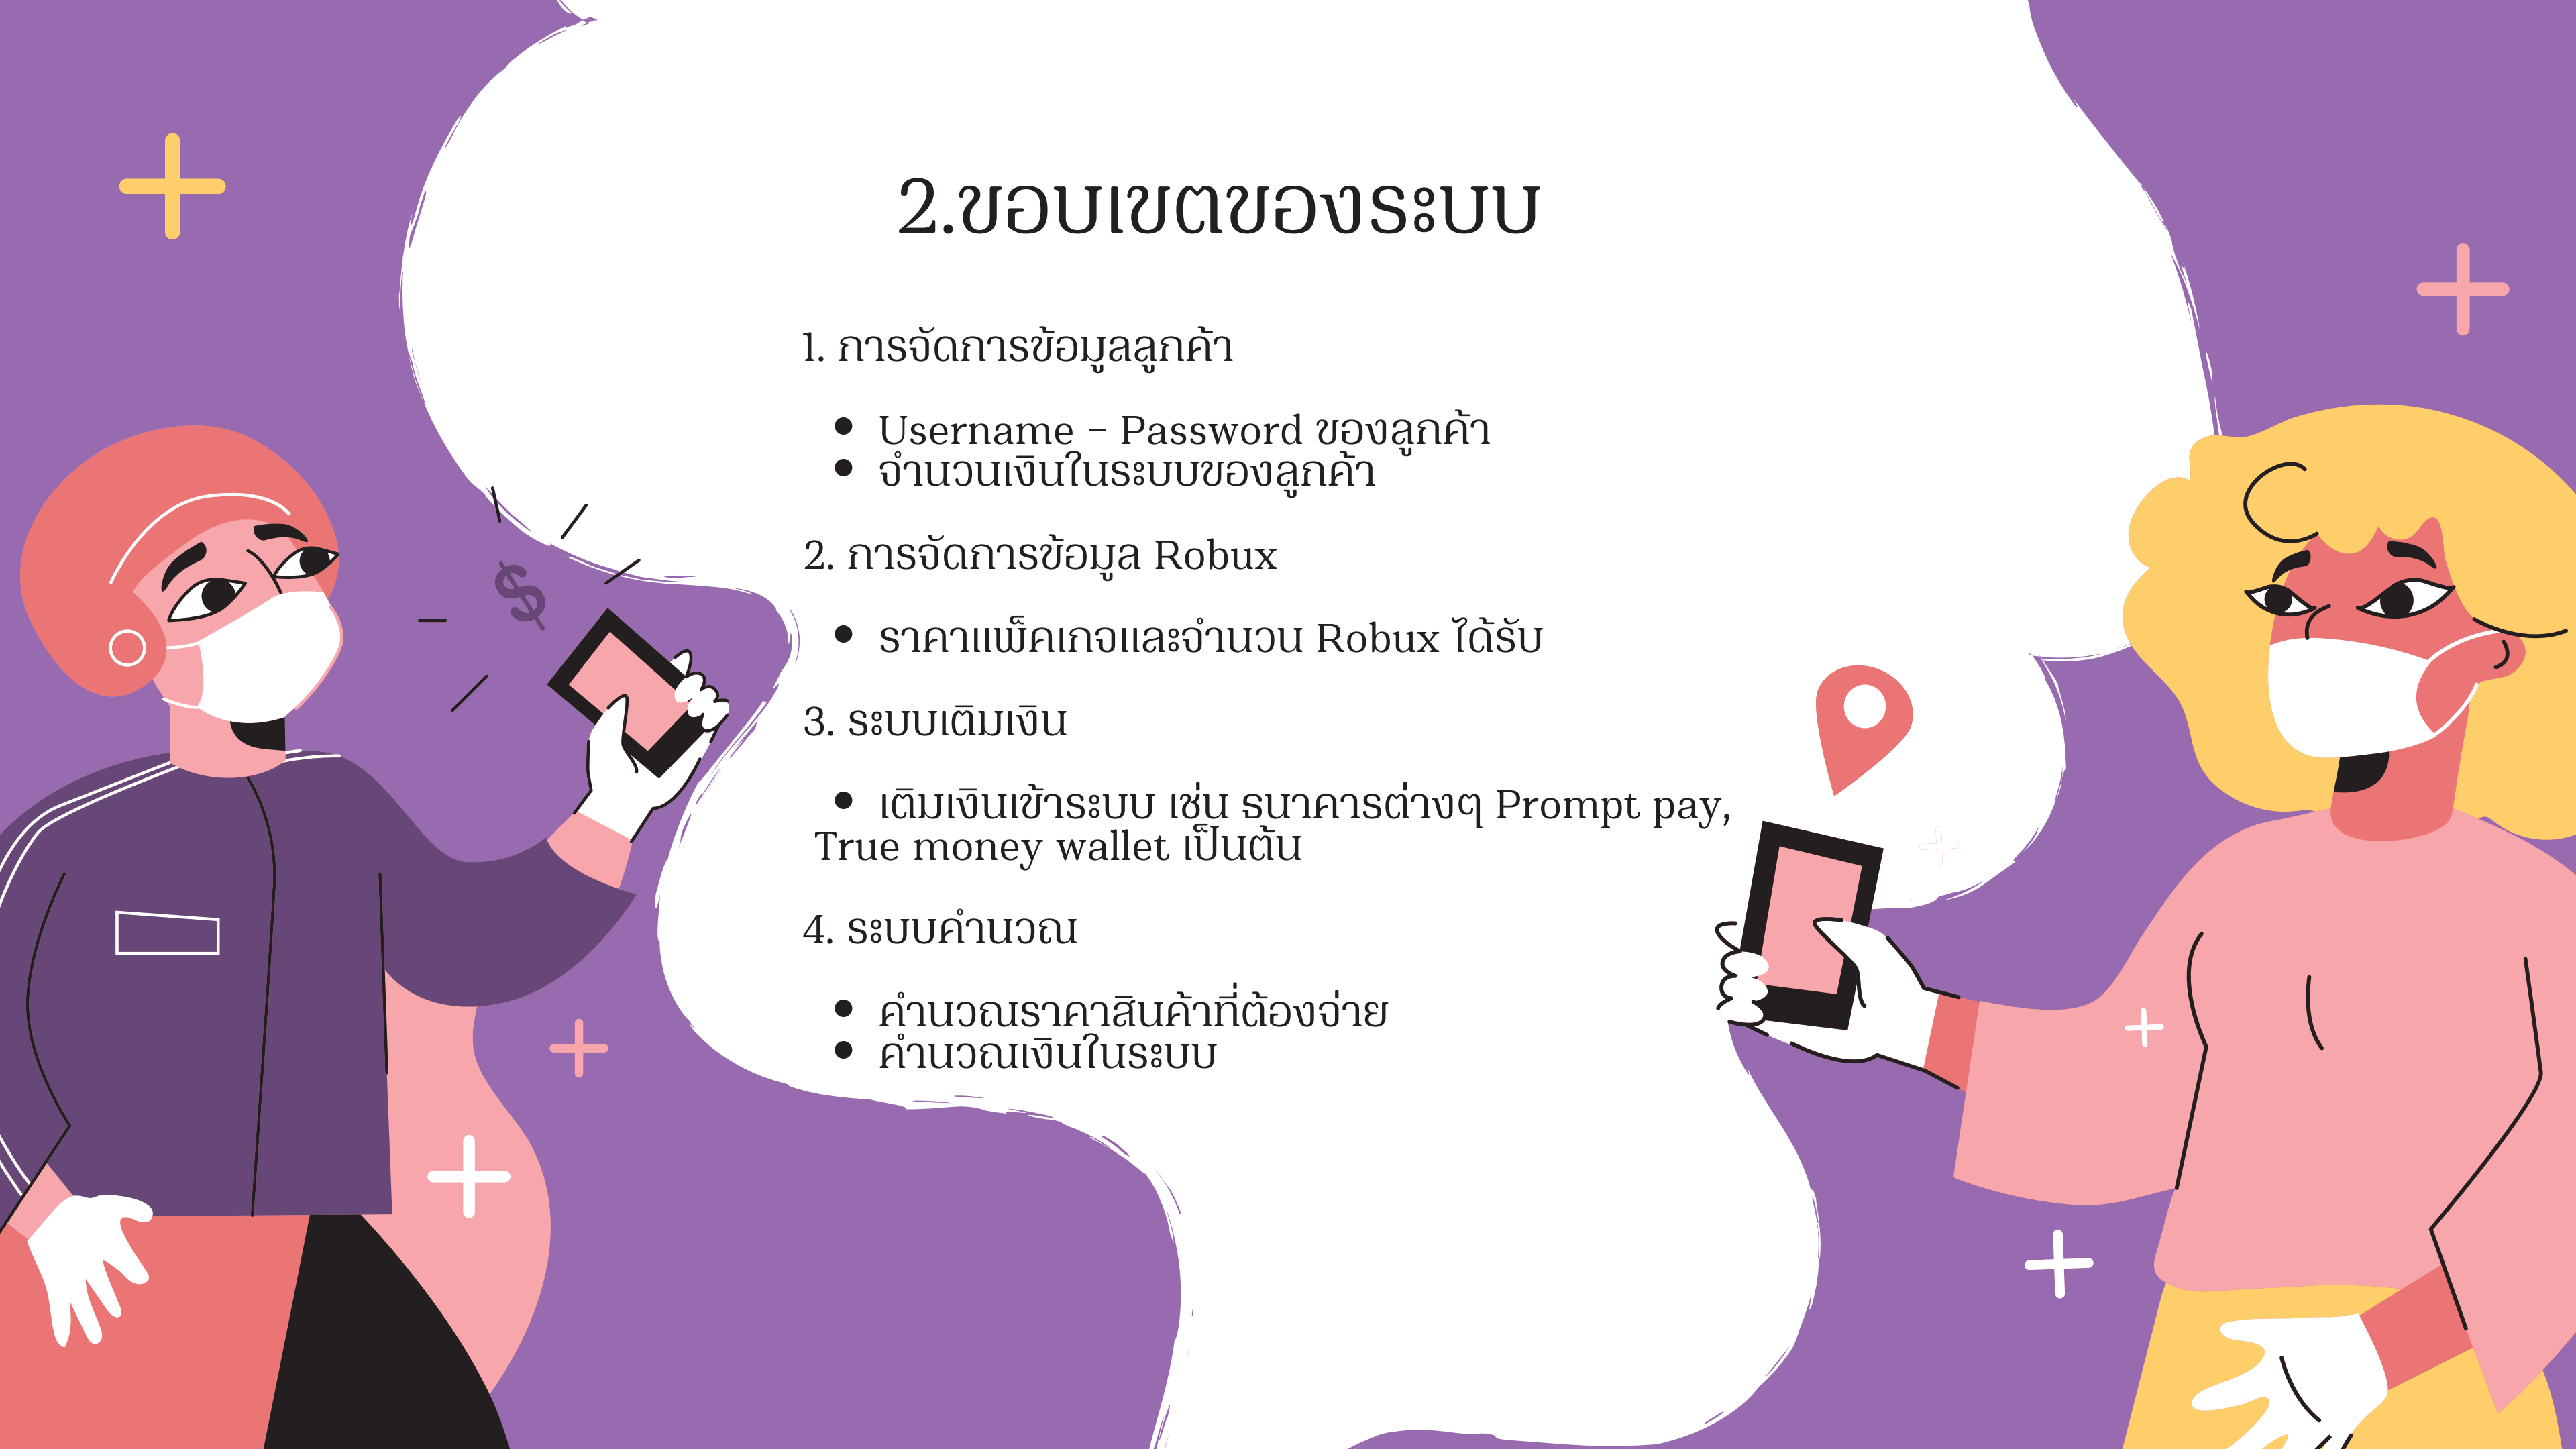 2.ขอบเขตของระบบ
1. การจัดการข้อมูลลูกค้า
● Username – Password ของลูกค้า
● จำนวนเงินในระบบของลูกค้า
2. การจัดการข้อมูล Robux
● ราคาแพ็คเกจและจำนวน Robux ได้รับ
3. ระบบเติมเงิน
● เติมเงินเข้าระบบ เช่น ธนาคารต่างๆ Prompt pay,
True money wallet เป็นต้น
4. ระบบคำนวณ
● คำนวณราคาสินค้าที่ต้องจ่าย
● คำนวณเงินในระบบ
$